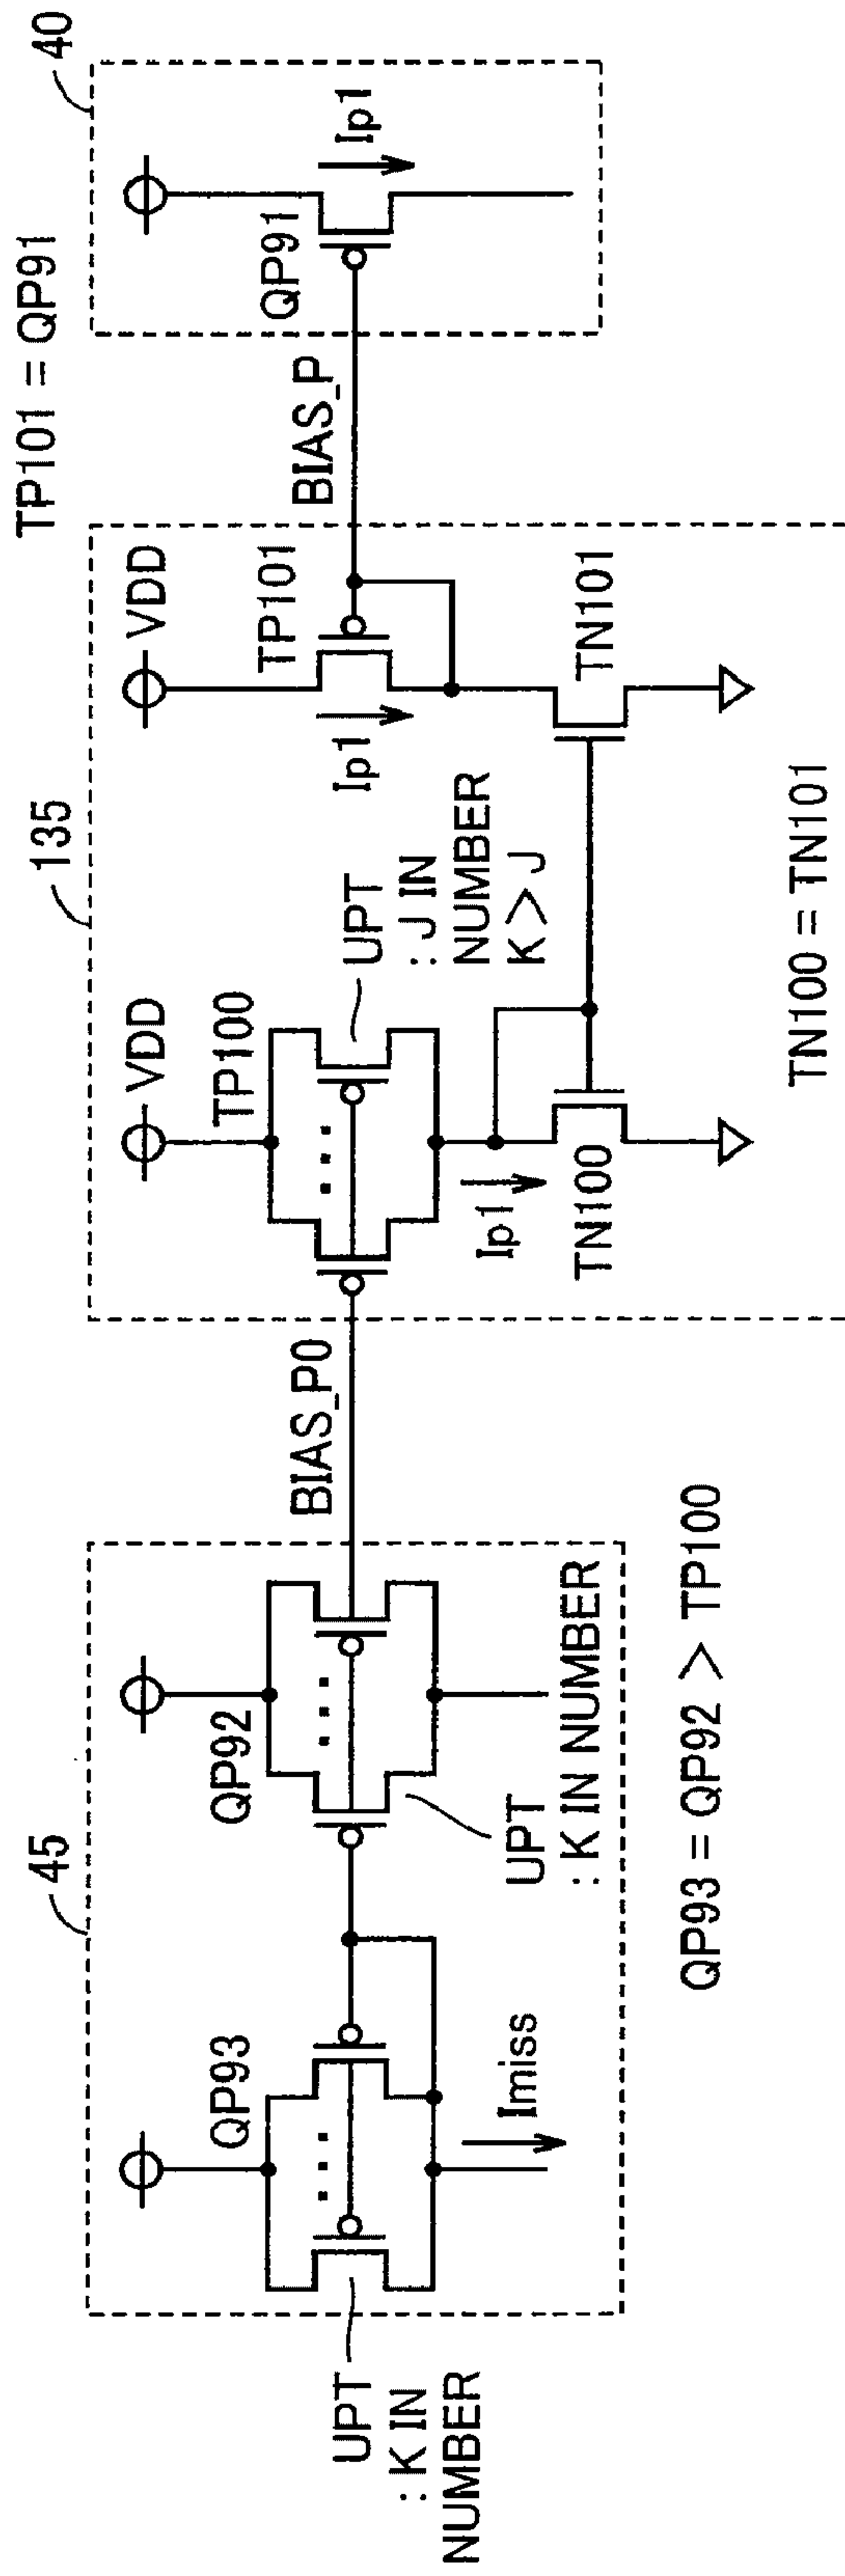 45
QP93
UPT
: K IN
NUMBER
Imiss
QP92
UPT
: K IN NUMBER
QP93 = QP92 > TP100
BIAS_P0
135
VDD
TP100
UPT
: J IN
NUMBER
K > J
Ip1
TN100
VDD
TP101
Ip1
TN101
TN100 = TN101
BIAS_P
TP101 = QP91
40
QP91
Ip1